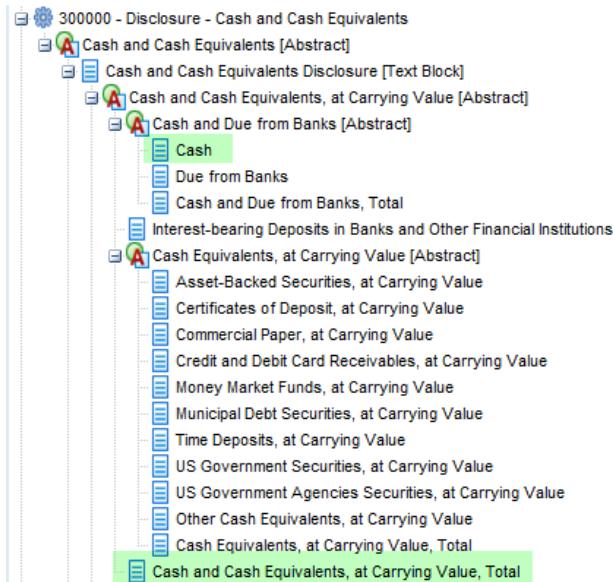 300000 - Disclosure - Cash and Cash Equivalents
Cash and Cash Equivalents [Abstract]
Cash and Cash Equivalents Disclosure [Text Block]
Cash and Cash Equivalents, at Carrying Value [Abstract]
Cash and Due from Banks [Abstract]
Cash
Due from Banks
Cash and Due from Banks, Total
Interest-bearing Deposits in Banks and Other Financial Institutions
Cash Equivalents, at Carrying Value [Abstract]
Asset-Backed Securities, at Carrying Value
Certificates of Deposit, at Carrying Value
Commercial Paper, at Carrying Value
Credit and Debit Card Receivables, at Carrying Value
Money Market Funds, at Carrying Value
Municipal Debt Securities, at Carrying Value
Time Deposits, at Carrying Value
US Government Securities, at Carrying Value
US Government Agencies Securities, at Carrying Value
Other Cash Equivalents, at Carrying Value
Cash Equivalents, at Carrying Value, Total
Cash and Cash Equivalents, at Carrying Value, Total